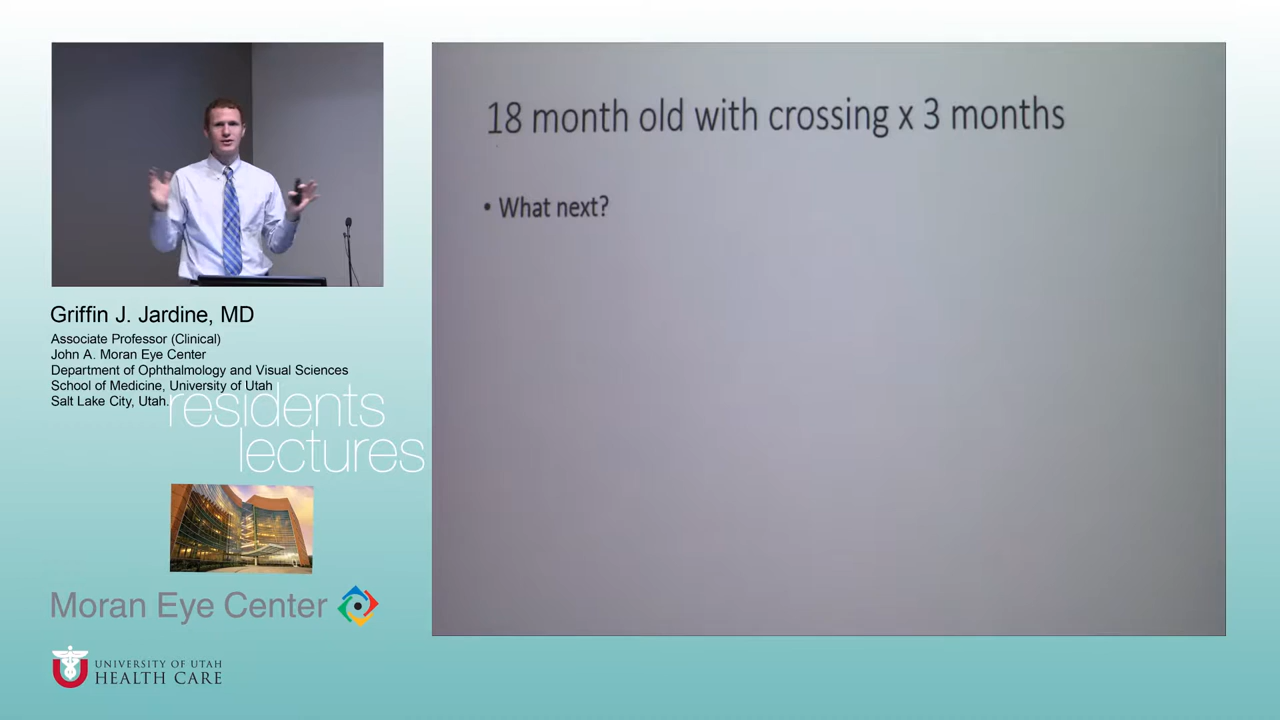 18 month old with crossing x 3 months
• What next?
Griffin J. Jardine, MD
Associate Professor (Clinical)
John A. Moran Eye Center
Department of Ophthalmology and Visual Sciences
School of Medicine, University of Utah
Salt Lake City, Utah.
residents
lectures
Moran Eye Center
UNIVERSITY OF UTAH
HEALTH CARE